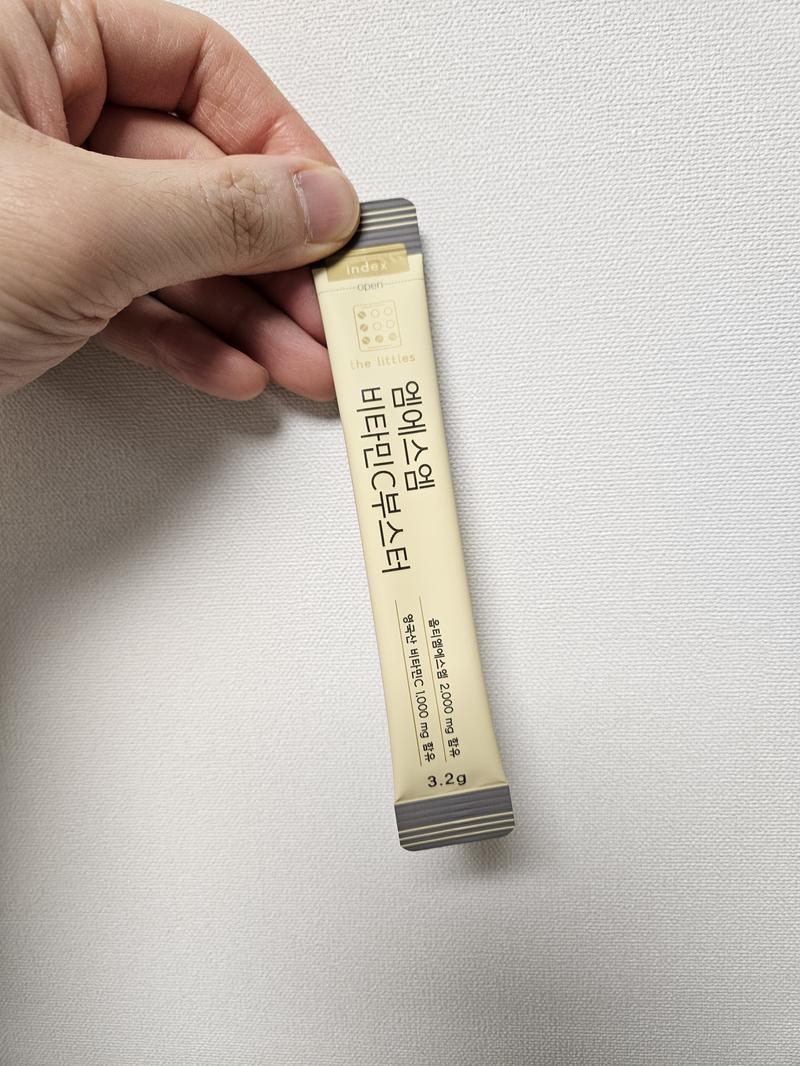 index
open
the littles
엠에스엠
비타민C부스터
울티엠에스엠 2,000 mg 함유
영국산 비타민C 1,000 mg 함유
3.2g